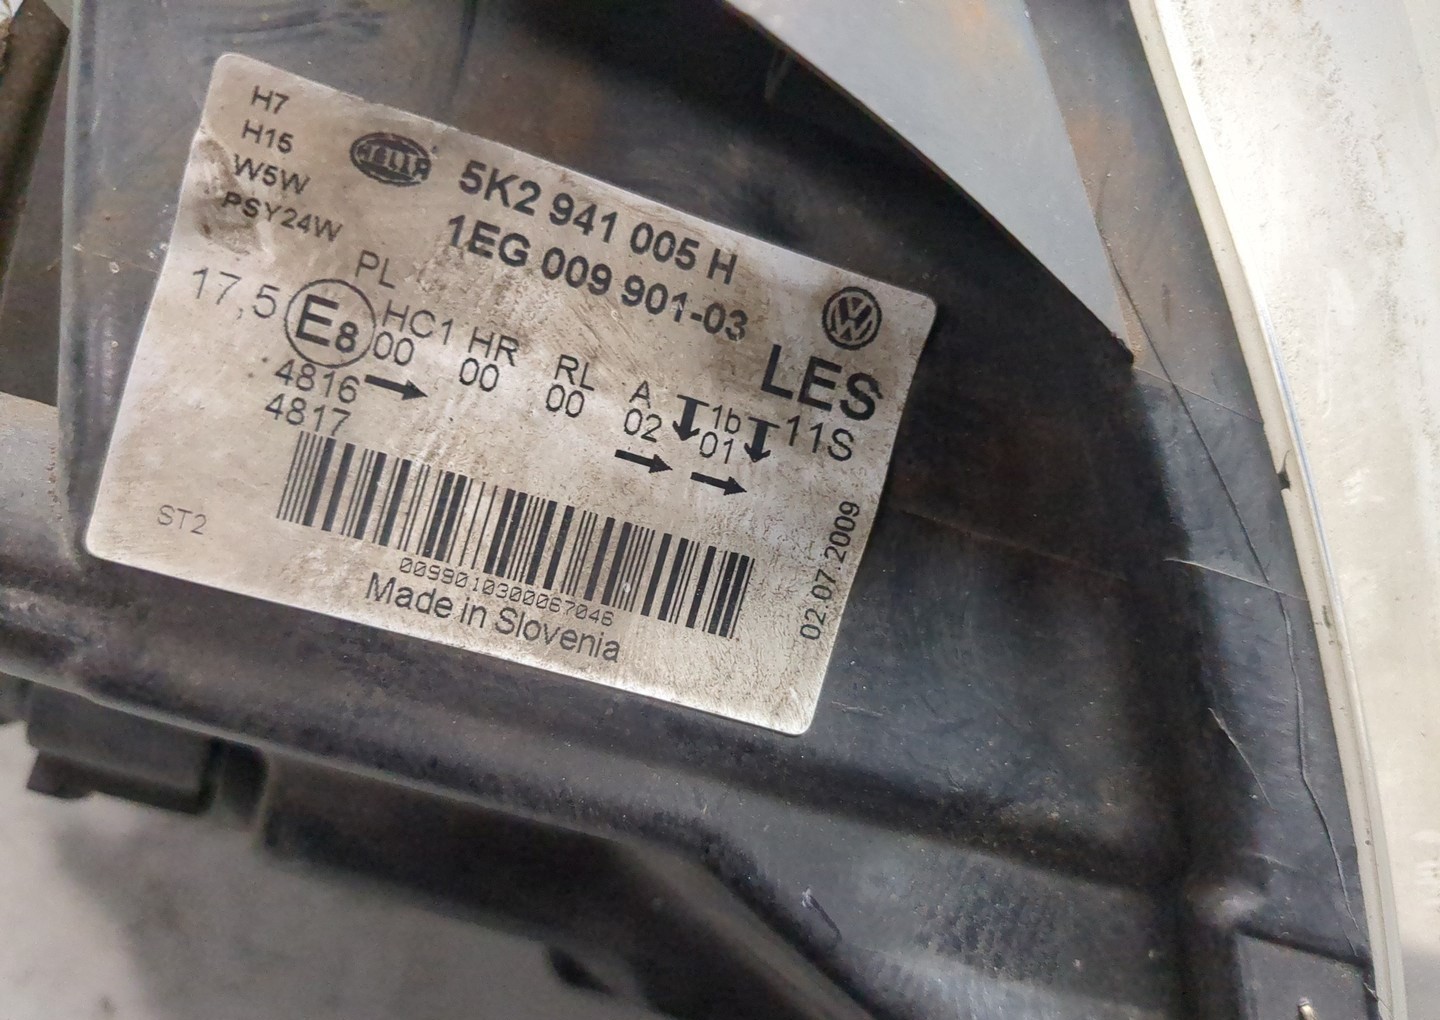 H7
H15
W5W
PSY24W
HELLA
5K2 941 005 H
1EG 009 901-03
LES
17,5 E8
PL
HC1 HR RL A 1b 11S
00 00 00 02 01
4816
4817
ST2
0099010300067046
Made in Slovenia
02.07.2009